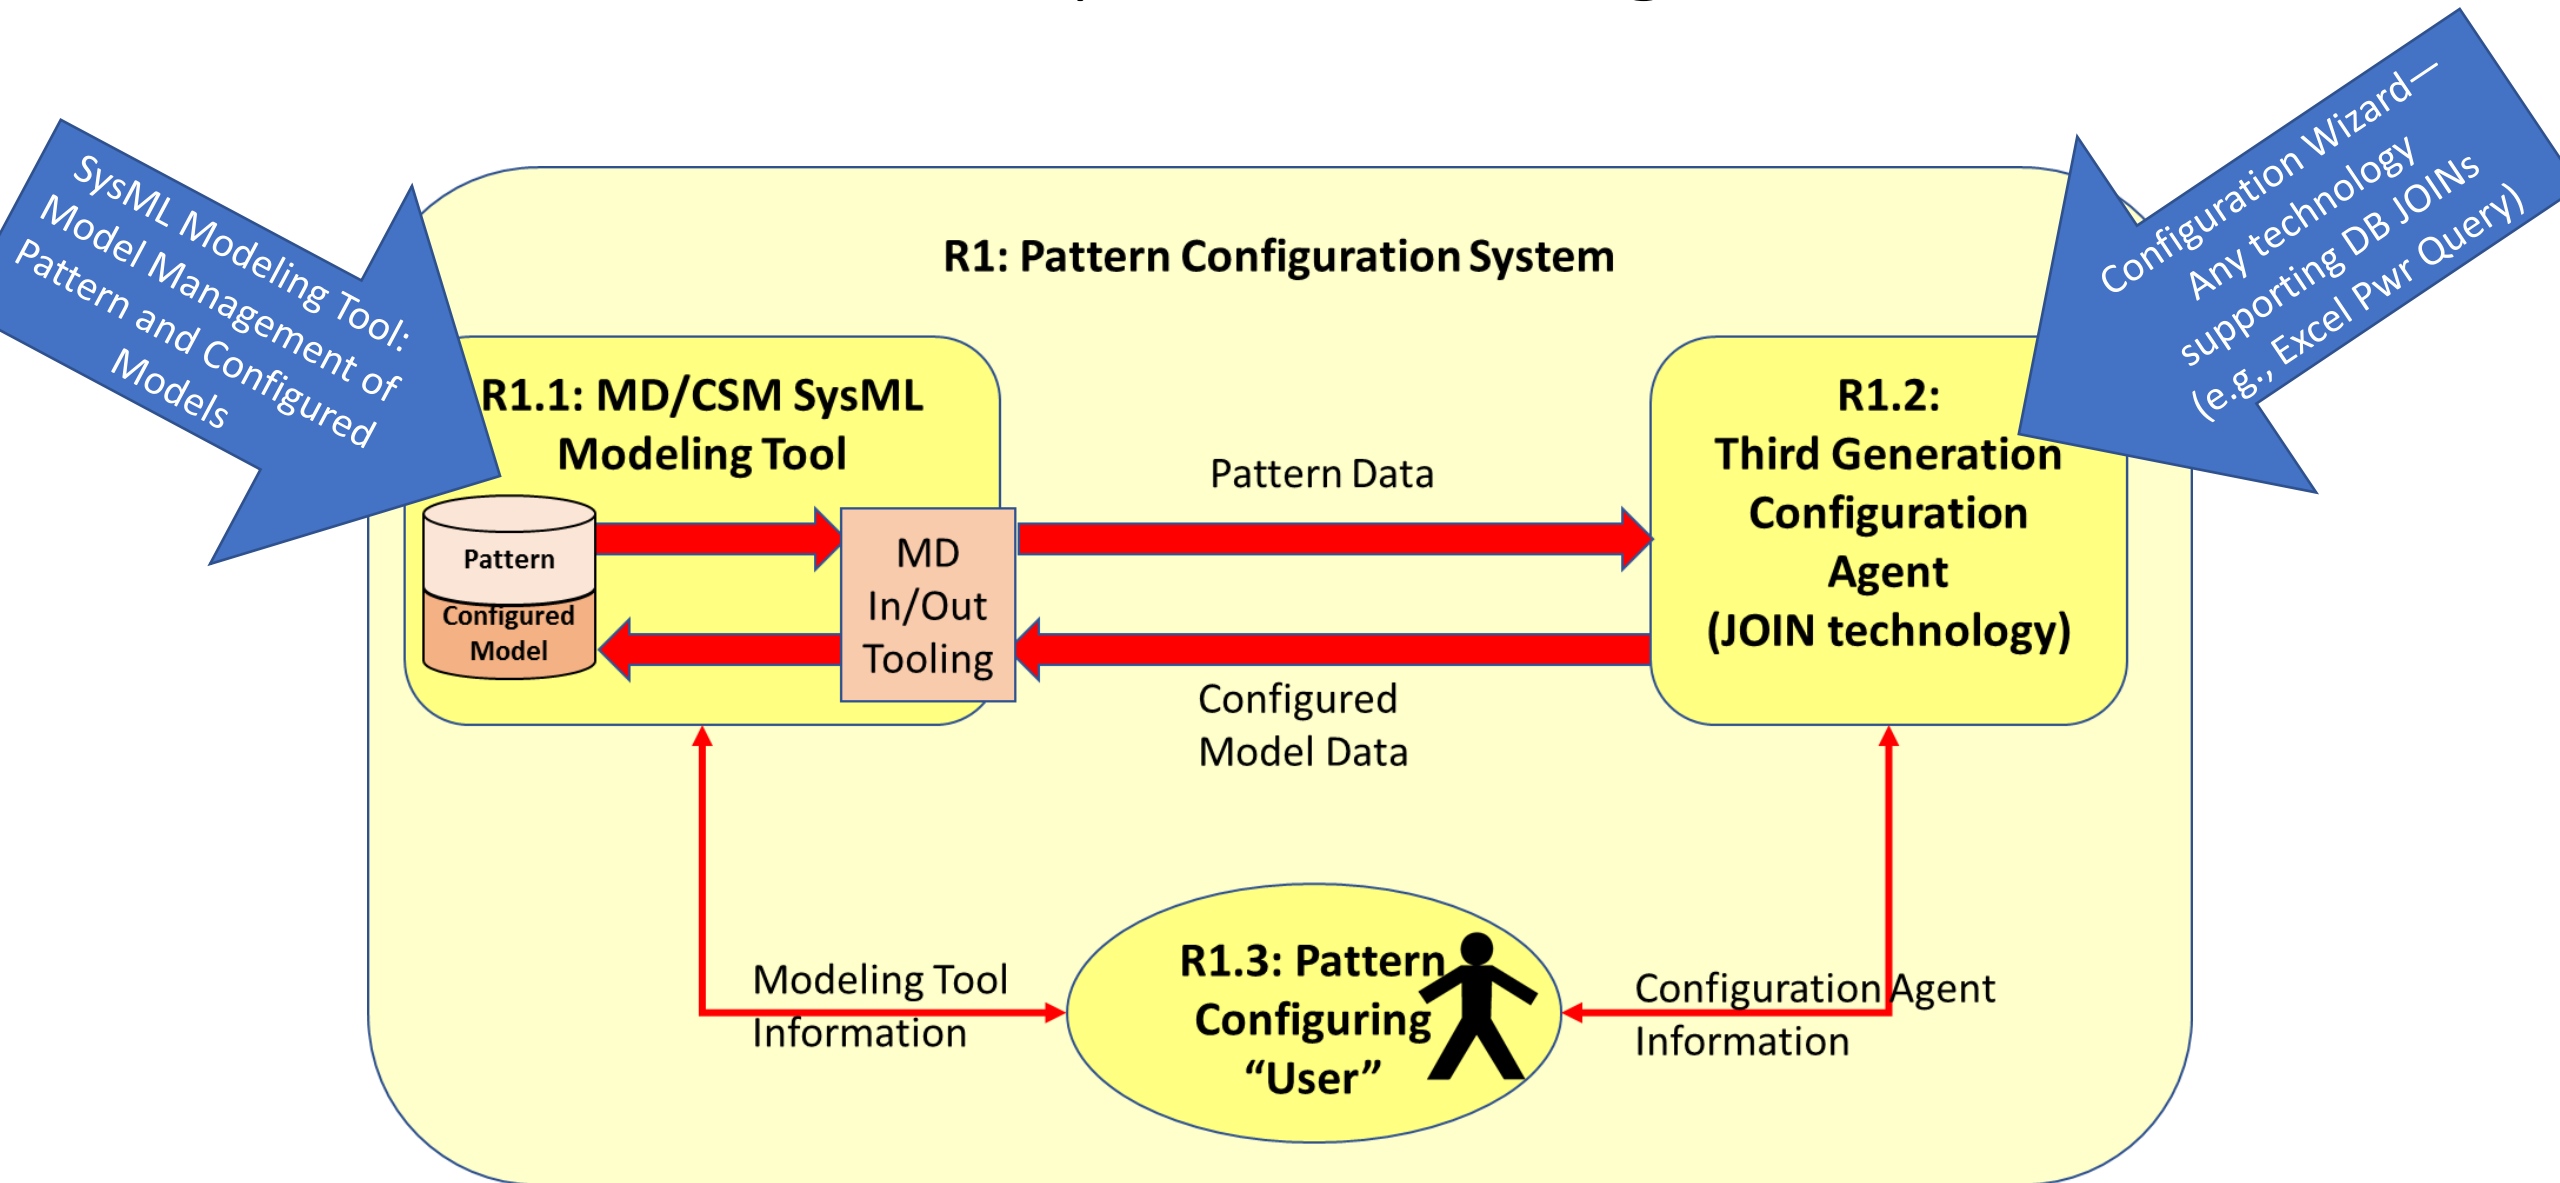 SysML Modeling Tool:
Model Management of
Pattern and Configured
Models
Configuration Wizard—
Any technology
supporting DB JOINs
(e.g., Excel Pwr Query)
R1: Pattern Configuration System
R1.1: MD/CSM SysML
Modeling Tool
Pattern
Configured
Model
MD
In/Out
Tooling
Pattern Data
Configured
Model Data
R1.2:
Third Generation
Configuration
Agent
(JOIN technology)
Modeling Tool
Information
R1.3: Pattern
Configuring
“User”
Configuration Agent
Information